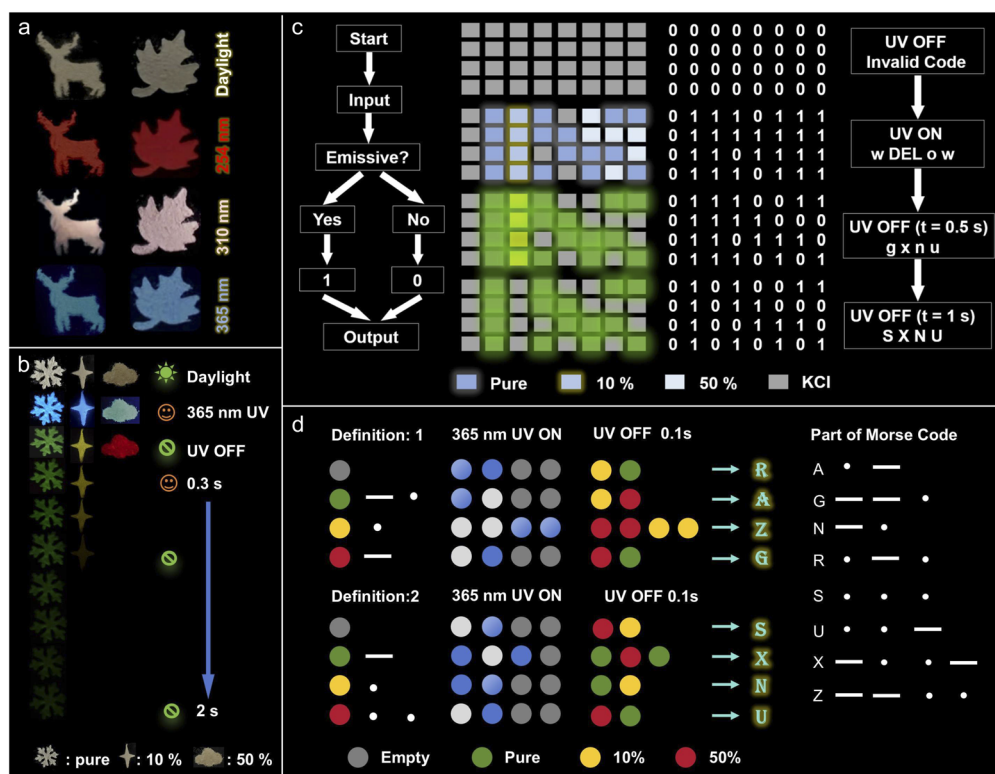 a
Daylight
254 nm
310 nm
365 nm
b
Daylight
365 nm UV
UV OFF
0.3 s
2 s
: pure
: 10 %
: 50 %
c
Start
Input
Emissive?
Yes
No
1
0
Output
0 0 0 0 0 0 0 0
0 0 0 0 0 0 0 0
0 0 0 0 0 0 0 0
0 0 0 0 0 0 0 0
0 1 1 1 0 1 1 1
0 1 1 1 1 1 1 1
0 1 1 0 1 1 1 1
0 1 1 1 0 1 1 1
0 1 1 0 0 1 1 1
0 1 1 1 1 0 0 0
0 1 1 0 1 1 1 0
0 1 1 1 0 1 0 1
0 1 0 1 0 0 1 1
0 1 0 1 1 0 0 0
0 1 0 0 1 1 1 0
0 1 0 1 0 1 0 1
UV OFF
Invalid Code
UV ON
w DEL o w
UV OFF (t = 0.5 s)
g x n u
UV OFF (t = 1 s)
S X N U
Pure
10 %
50 %
KCl
d
Definition: 1
365 nm UV ON
UV OFF 0.1s
R
A
Z
G
Definition:2
365 nm UV ON
UV OFF 0.1s
S
X
N
U
Part of Morse Code
A
G
N
R
S
U
X
Z
Empty
Pure
10%
50%